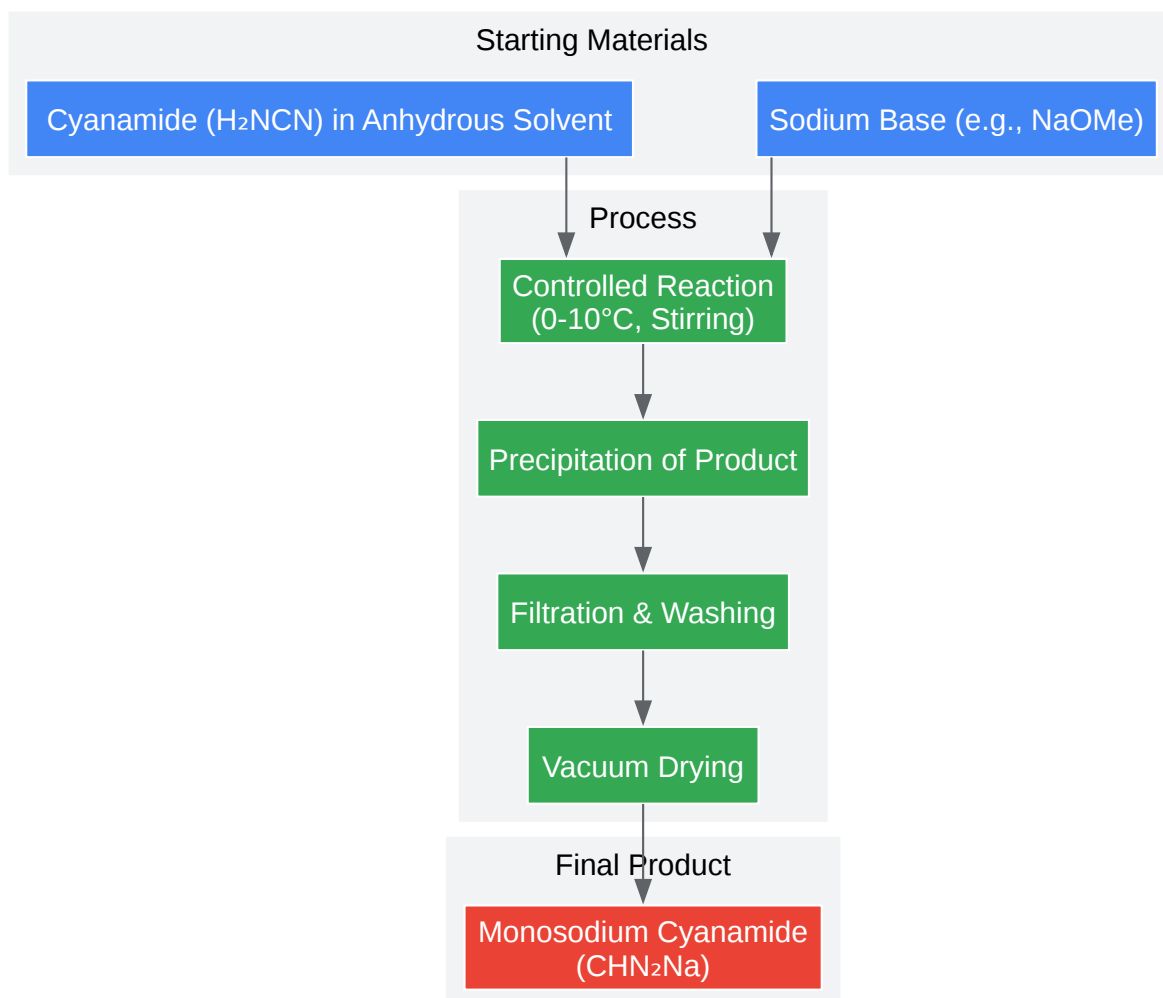 Starting Materials
Cyanamide (H₂NCN) in Anhydrous Solvent
Sodium Base (e.g., NaOMe)
Process
Controlled Reaction
(0-10°C, Stirring)
Precipitation of Product
Filtration & Washing
Vacuum Drying
Final Product
Monosodium Cyanamide
(CHN₂Na)